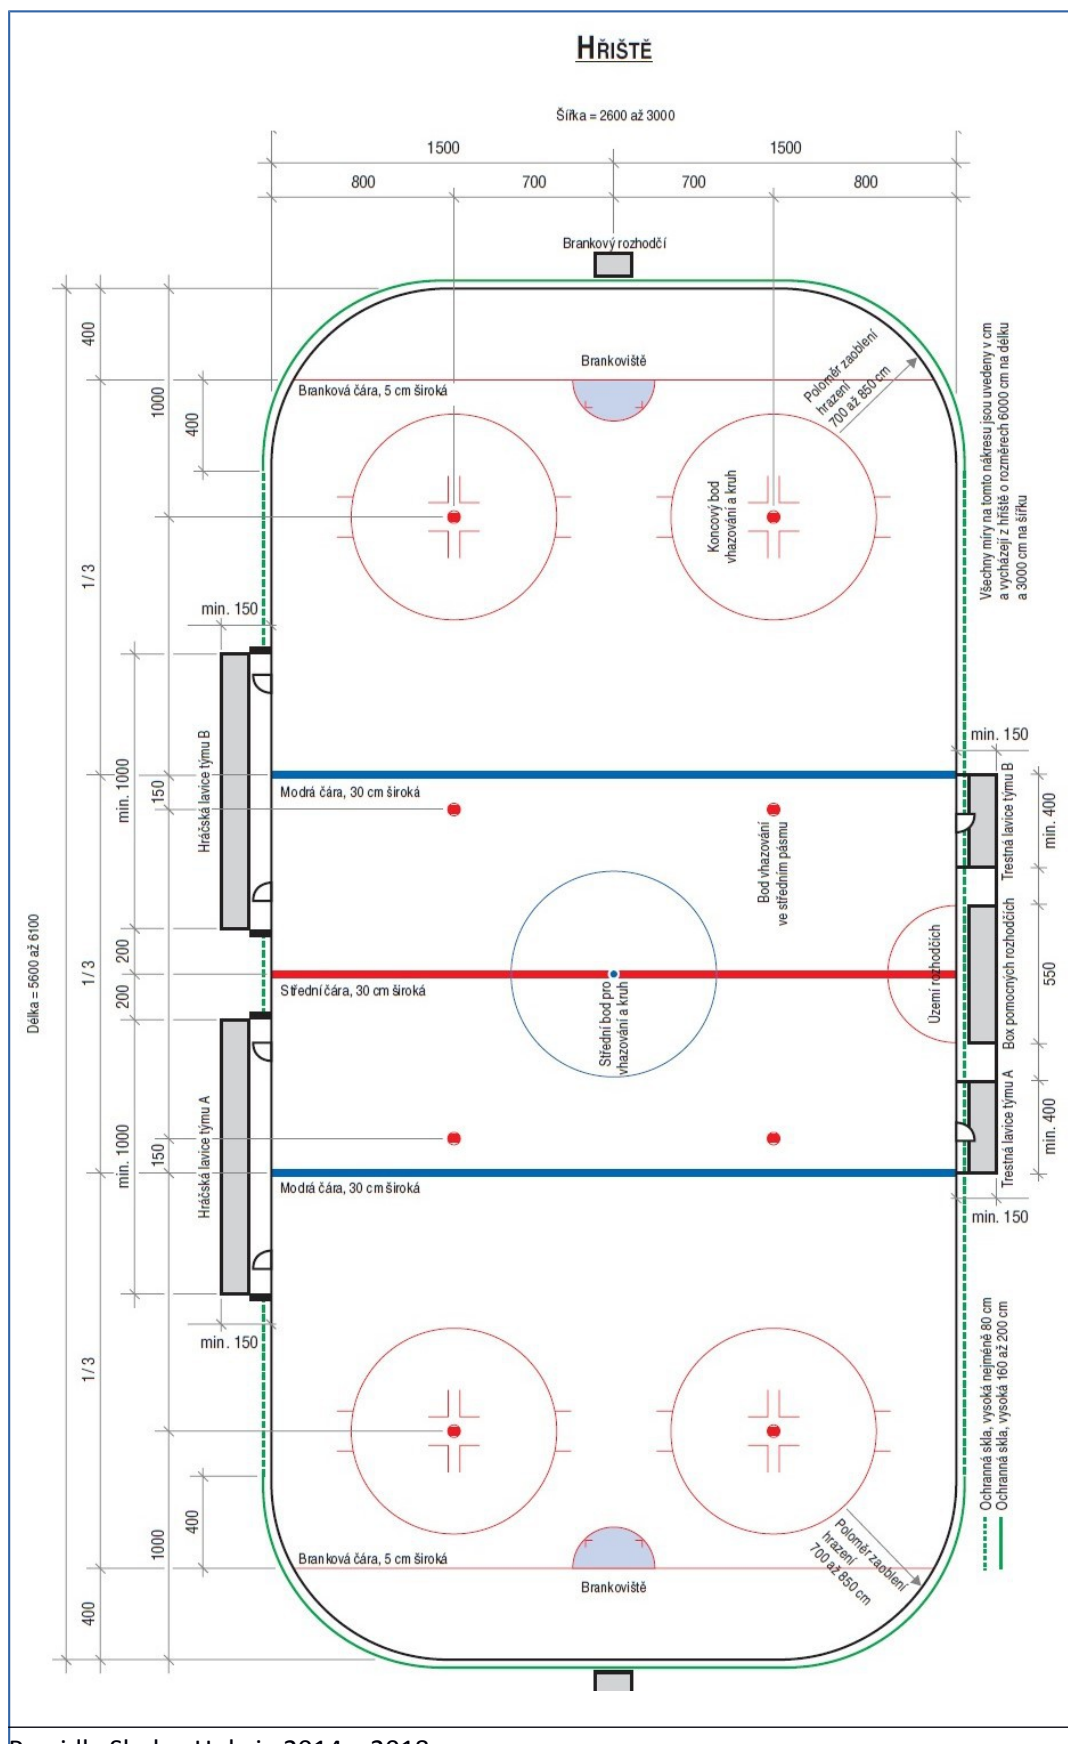 HŘIŠTĚ
Šířka = 2600 až 3000
1500
1500
800
700
700
800
Brankový rozhodčí
400
1000
400
Brankoviště
Branková čára, 5 cm široká
Poloměr zaoblení
hrazení
700 až 850 cm
Všechny míry na tomto nákresu jsou uvedeny v cm
a vycházejí z hřiště o rozměrech 6000 cm na délku
a 3000 cm na šířku
Koncový bod
vhazování a kruh
1/3
min. 150
Hráčská lavice týmu B
min. 1000
150
min. 150
Modrá čára, 30 cm široká
Bod vhazování
ve středním pásmu
Trestná lavice týmu B
min. 400
Délka = 5600 až 6100
1/3
200
200
Střední čára, 30 cm široká
Střední bod pro
vhazování a kruh
Území rozhodčích
Box pomocných rozhodčích
550
Hráčská lavice týmu A
min. 1000
150
Trestná lavice týmu A
min. 400
Modrá čára, 30 cm široká
min. 150
min. 150
1/3
Ochranná skla, vysoká nejméně 80 cm
Ochranná skla, vysoká 160 až 200 cm
1000
400
400
Branková čára, 5 cm široká
Brankoviště
Poloměr zaoblení
hrazení
700 až 850 cm